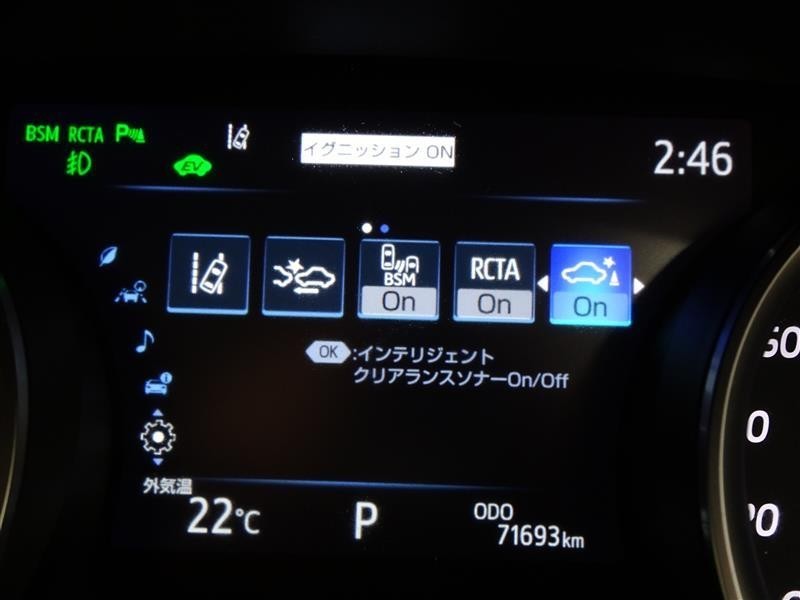 BSM RCTA P
イグニッション ON
2:46
EV
BSM
On
RCTA
On
On
OK :インテリジェント
クリアランスソナーOn/Off
外気温
22°C
P
ODO
71693km